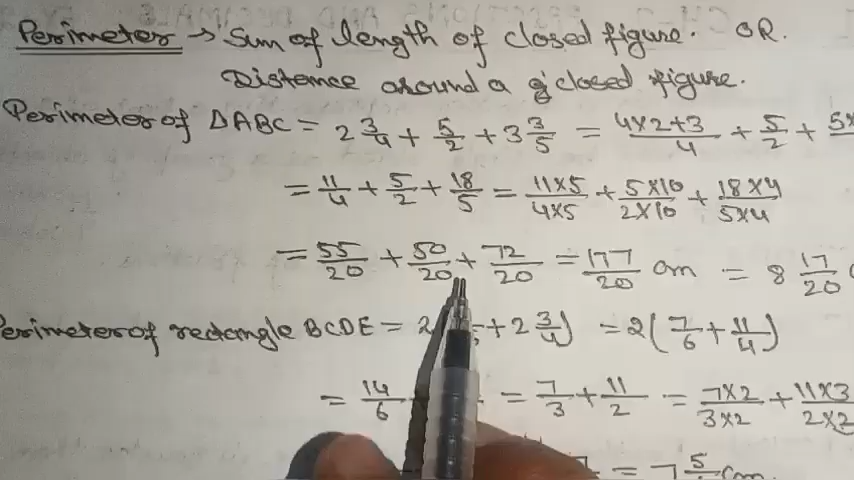 Perimeter → Sum of length of closed figure. OR.
Distance around a closed figure.
Perimeter of ΔABC = 2 3/4 + 5/2 + 3 3/5 = 4×2+3/4 + 5/2 + 5×
= 11/4 + 5/2 + 18/5 = 11×5/4×5 + 5×10/2×10 + 18×4/5×4
= 55/20 + 50/20 + 72/20 = 177/20 cm = 8 17/20
Perimeter of rectangle BCDE = 2 + 2 3/4) = 2(7/6 + 11/4)
= 14/6 = 7/3 + 11/2 = 7×2/3×2 + 11×3/2×2
= 7 5/ cm.